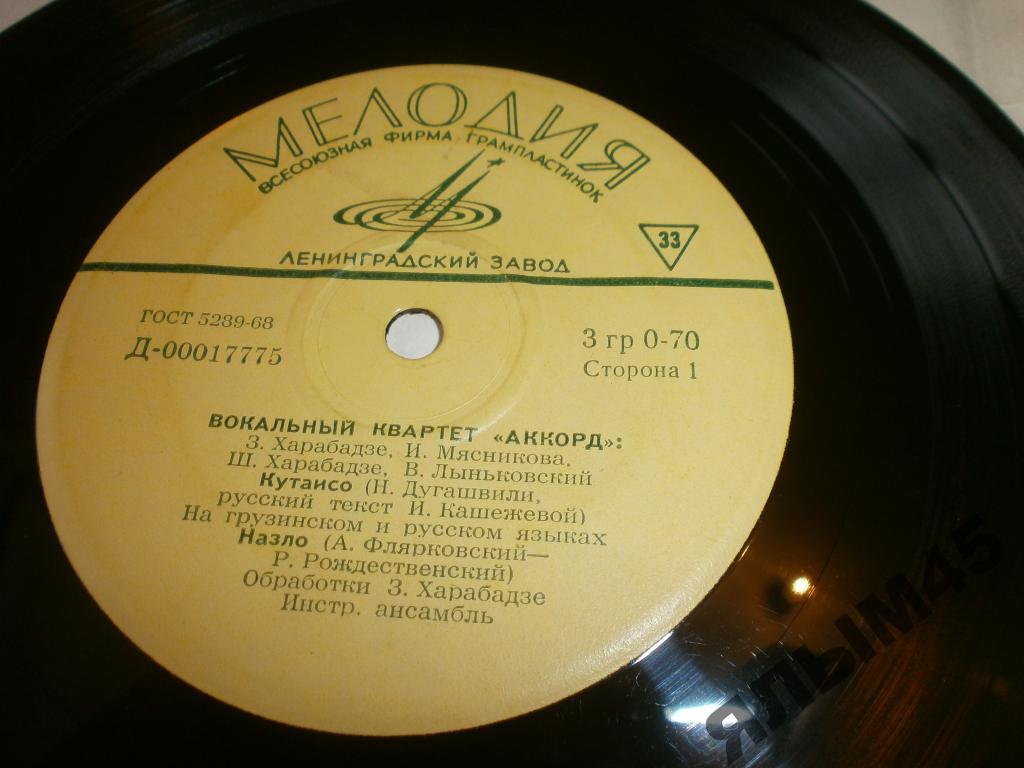 МЕЛОДИЯ
ВСЕСОЮЗНАЯ ФИРМА ГРАМПЛАСТИНОК
33
ЛЕНИНГРАДСКИЙ ЗАВОД
ГОСТ 5289-68
Д-00017775
3 гр 0-70
Сторона 1
ВОКАЛЬНЫЙ КВАРТЕТ «АККОРД»:
З. Харабадзе, И. Мясникова,
Ш. Харабадзе, В. Лыньковский
Кутаисо (Н. Дугашвили,
русский текст И. Кашежевой)
На грузинском и русском языках
Назло (А. Флярковский—
Р. Рождественский)
Обработки З. Харабадзе
Инстр. ансамбль
ЯЛЫМ45